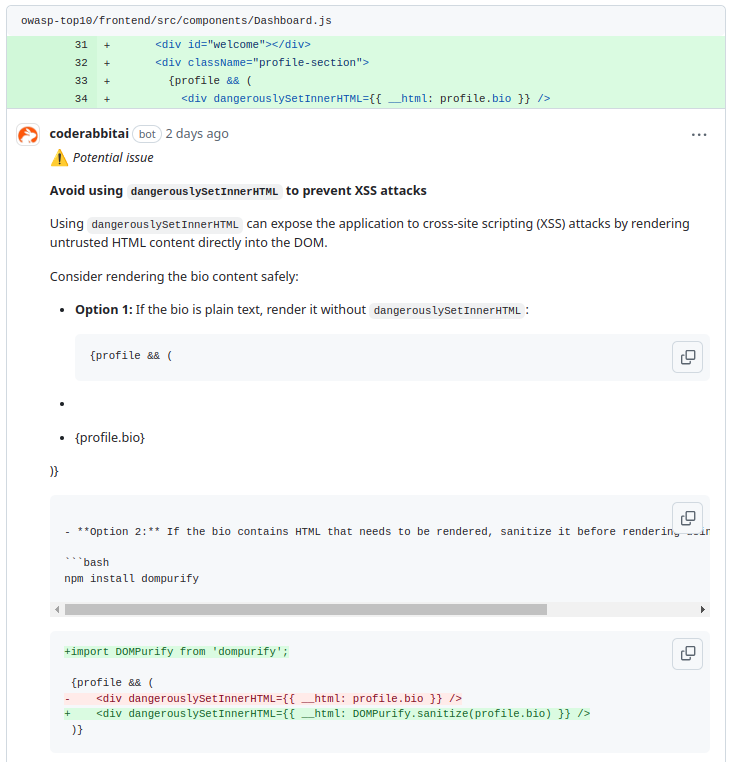 owasp-top10/frontend/src/components/Dashboard.js
31 + <div id="welcome"></div>
32 + <div className="profile-section">
33 + {profile && (
34 + <div dangerouslySetInnerHTML={{ __html: profile.bio }} />
coderabbitai bot 2 days ago
⚠️ Potential issue
Avoid using dangerouslySetInnerHTML to prevent XSS attacks
Using dangerouslySetInnerHTML can expose the application to cross-site scripting (XSS) attacks by rendering
untrusted HTML content directly into the DOM.
Consider rendering the bio content safely:
• Option 1: If the bio is plain text, render it without dangerouslySetInnerHTML:
{profile && (
•
• {profile.bio}
)}
- **Option 2:** If the bio contains HTML that needs to be rendered, sanitize it before rendering
```bash
npm install dompurify
+import DOMPurify from 'dompurify';
{profile && (
- <div dangerouslySetInnerHTML={{ __html: profile.bio }} />
+ <div dangerouslySetInnerHTML={{ __html: DOMPurify.sanitize(profile.bio) }} />
)}